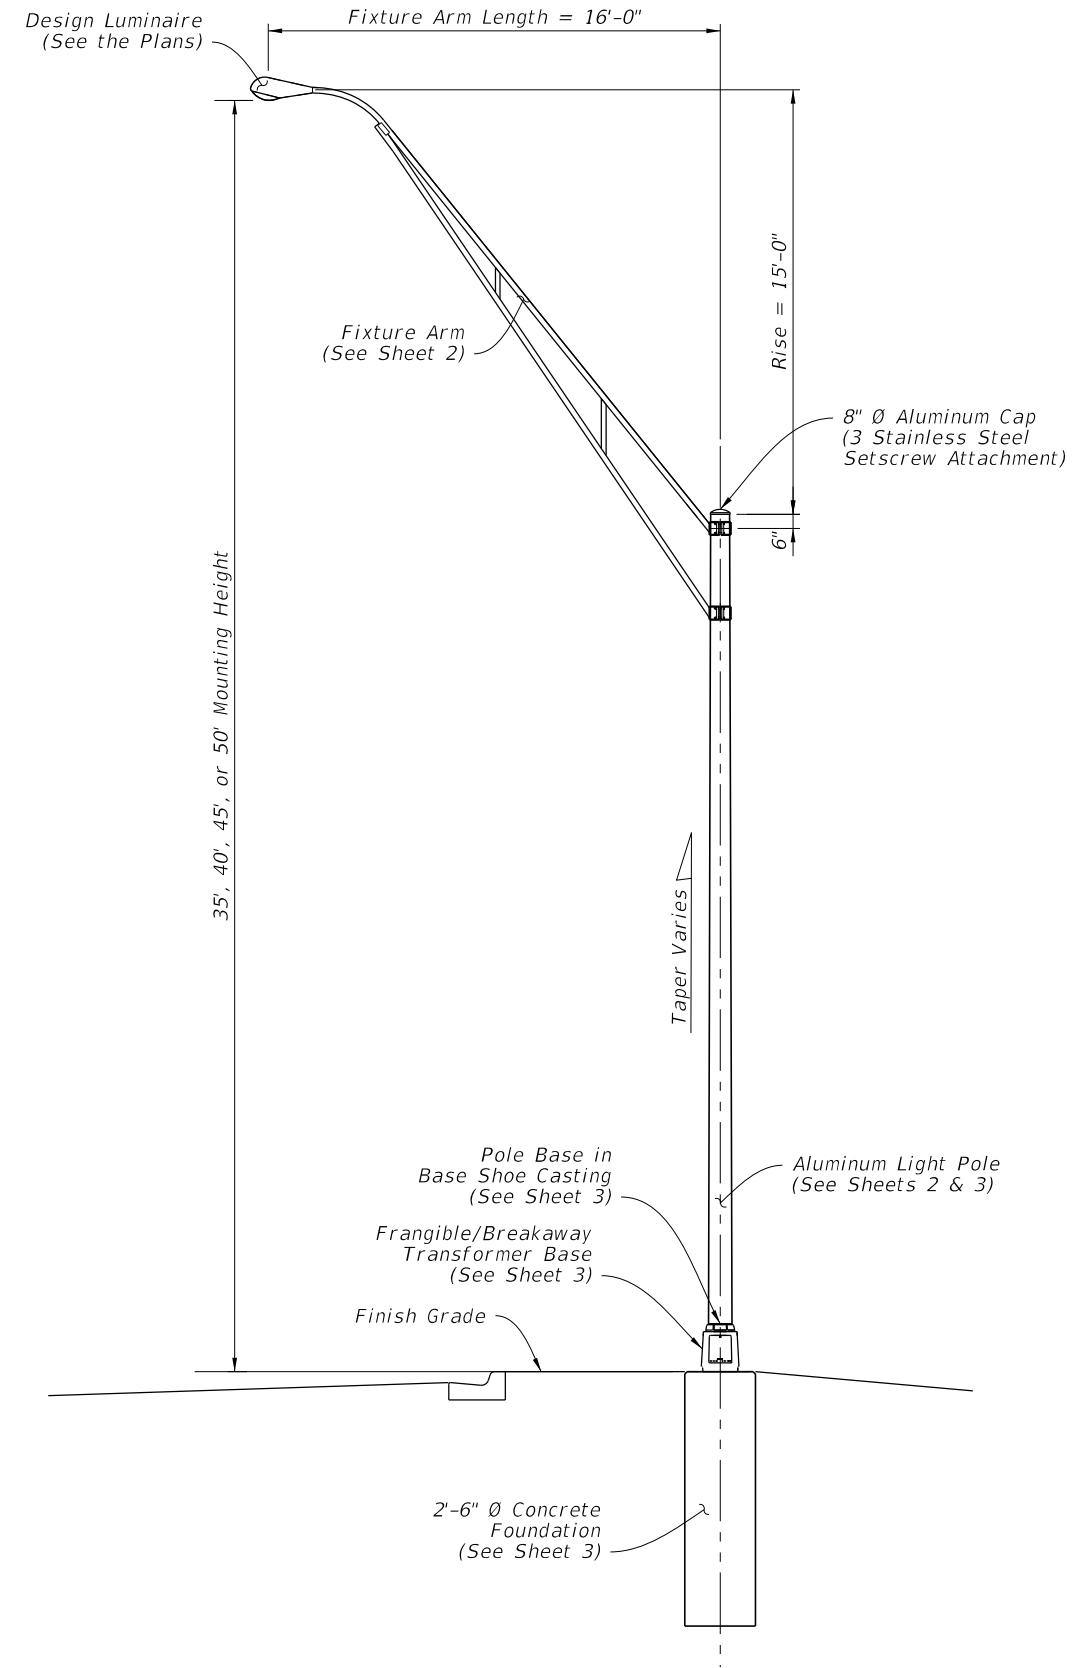 Design Luminaire
(See the Plans)
Fixture Arm Length = 16'-0"
Rise = 15'-0"
Fixture Arm
(See Sheet 2)
8" Ø Aluminum Cap
(3 Stainless Steel
Setscrew Attachment)
6"
35', 40', 45', or 50' Mounting Height
Taper Varies
Pole Base in
Base Shoe Casting
(See Sheet 3)
Aluminum Light Pole
(See Sheets 2 & 3)
Frangible/Breakaway
Transformer Base
(See Sheet 3)
Finish Grade
2'-6" Ø Concrete
Foundation
(See Sheet 3)